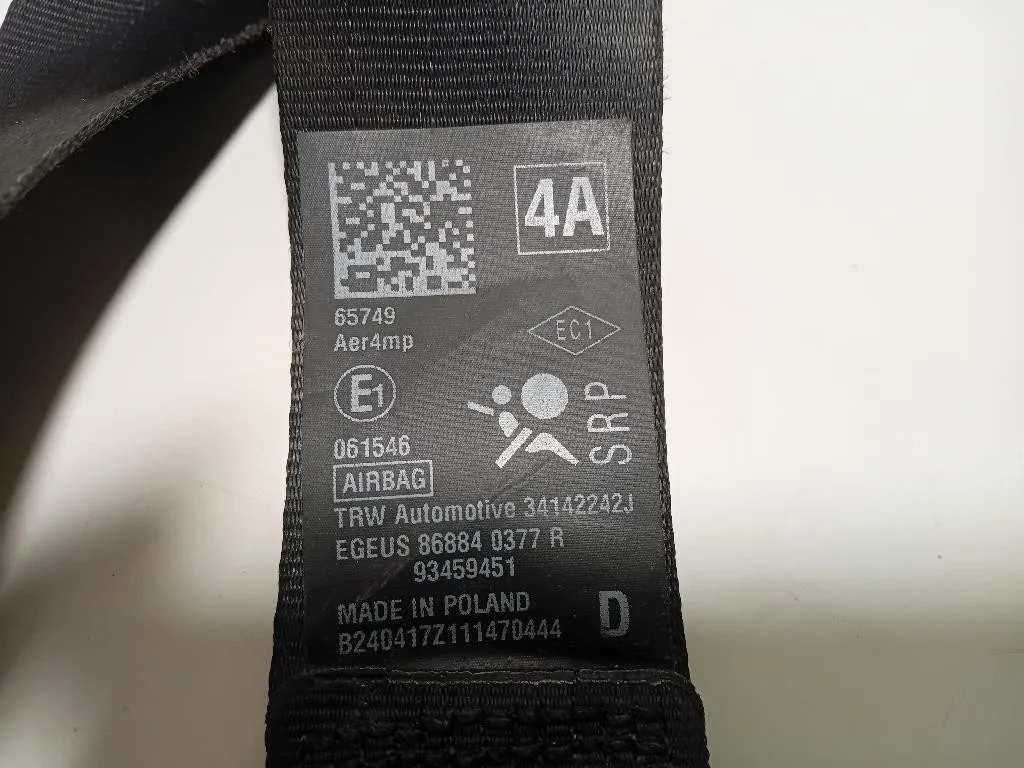 4A
65749
Aer4mp
EC1
E1
SRP
061546
AIRBAG
TRW Automotive 34142242J
EGEUS 86884 0377 R
93459451
MADE IN POLAND
D
B240417Z111470444